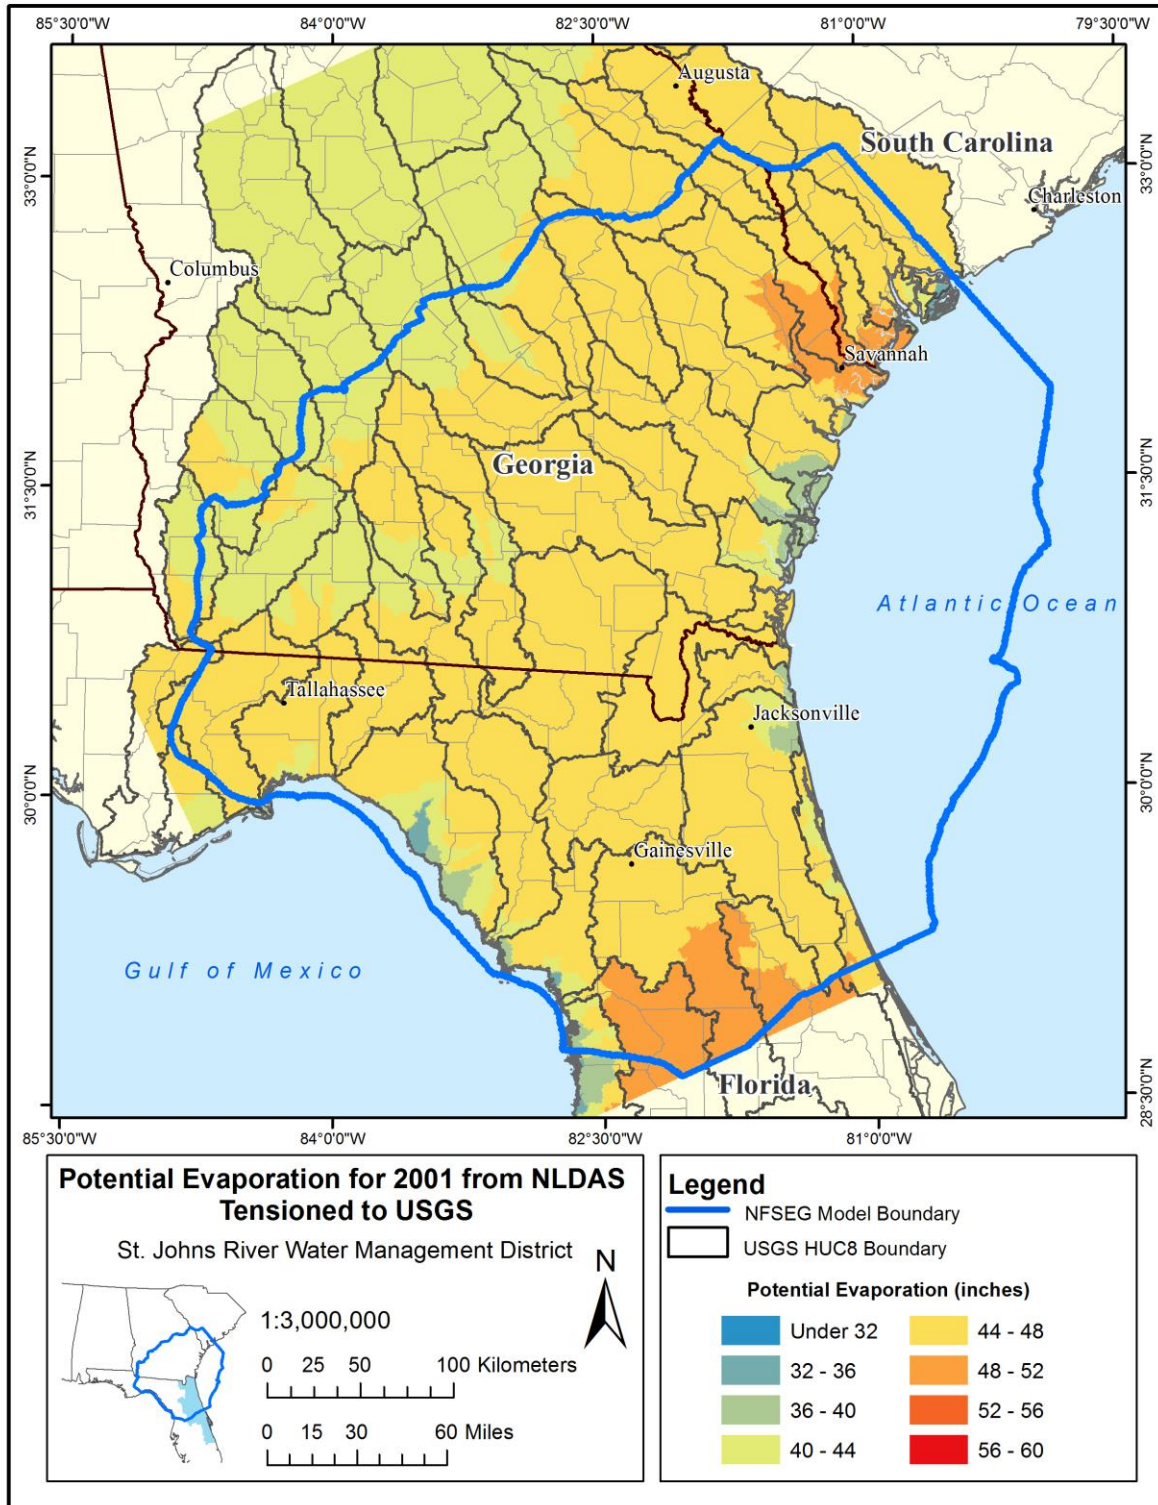 85°30'0"W 84°0'0"W 82°30'0"W 81°0'0"W 79°30'0"W
Augusta
South Carolina
33°0'0"N
33°0'0"N
Charleston
Columbus
Savannah
Georgia
31°30'0"N
31°30'0"N
Atlantic Ocean
Tallahassee
Jacksonville
30°0'0"N
30°0'0"N
Gainesville
Gulf of Mexico
Florida
28°30'0"N
85°30'0"W 84°0'0"W 82°30'0"W 81°0'0"W
Potential Evaporation for 2001 from NLDAS
Tensioned to USGS
St. Johns River Water Management District
N
1:3,000,000
0 25 50 100 Kilometers
0 15 30 60 Miles
Legend
NFSEG Model Boundary
USGS HUC8 Boundary
Potential Evaporation (inches)
Under 32
32 - 36
36 - 40
40 - 44
44 - 48
48 - 52
52 - 56
56 - 60